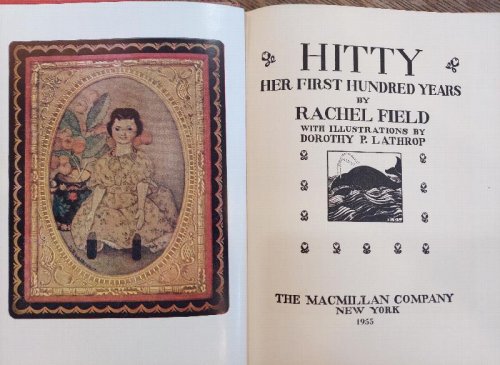 HITTY
HER FIRST HUNDRED YEARS
BY
RACHEL FIELD
WITH ILLUSTRATIONS BY
DOROTHY P. LATHROP
THE MACMILLAN COMPANY
NEW YORK
1955